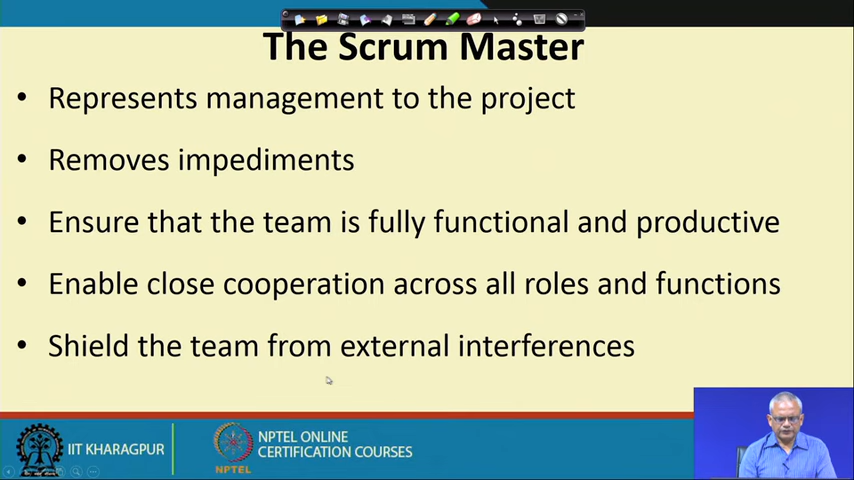 The Scrum Master
• Represents management to the project
• Removes impediments
• Ensure that the team is fully functional and productive
• Enable close cooperation across all roles and functions
• Shield the team from external interferences
IIT KHARAGPUR
NPTEL
NPTEL ONLINE
CERTIFICATION COURSES